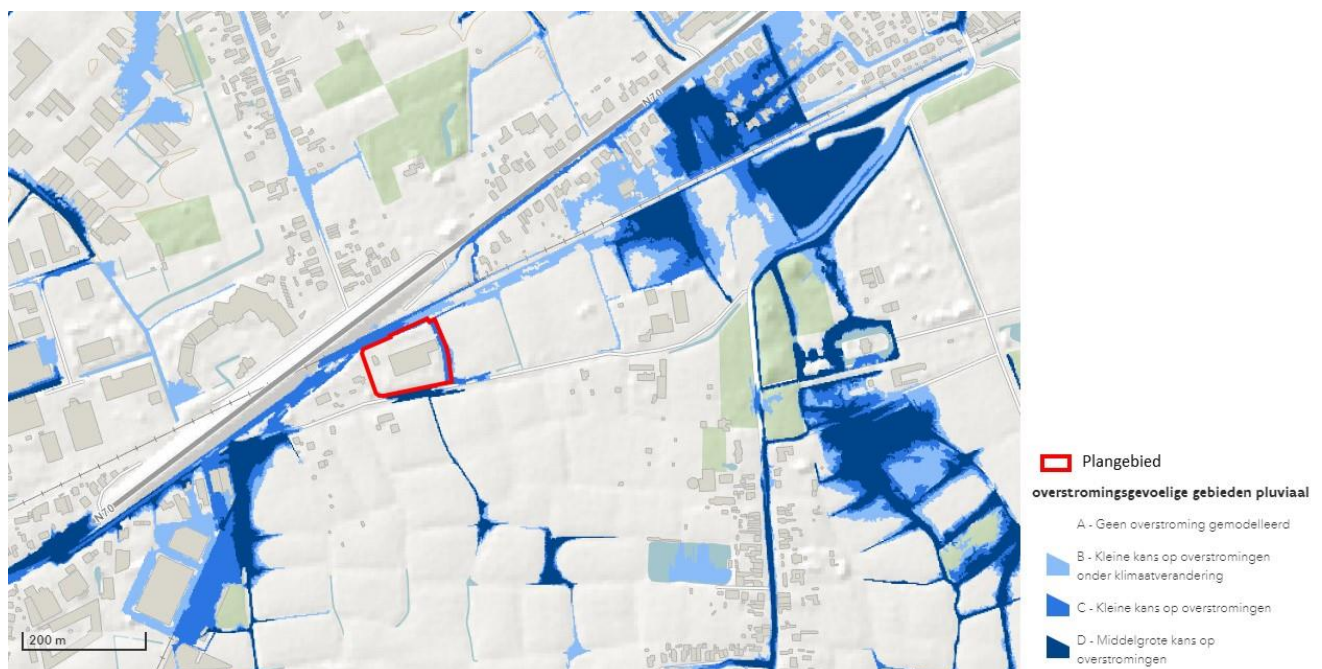 N70
N70
200 m
Plangebied
overstromingsgevoelige gebieden pluviaal
A - Geen overstroming gemodelleerd
B - Kleine kans op overstromingen
onder klimaatverandering
C - Kleine kans op overstromingen
D - Middelgrote kans op
overstromingen